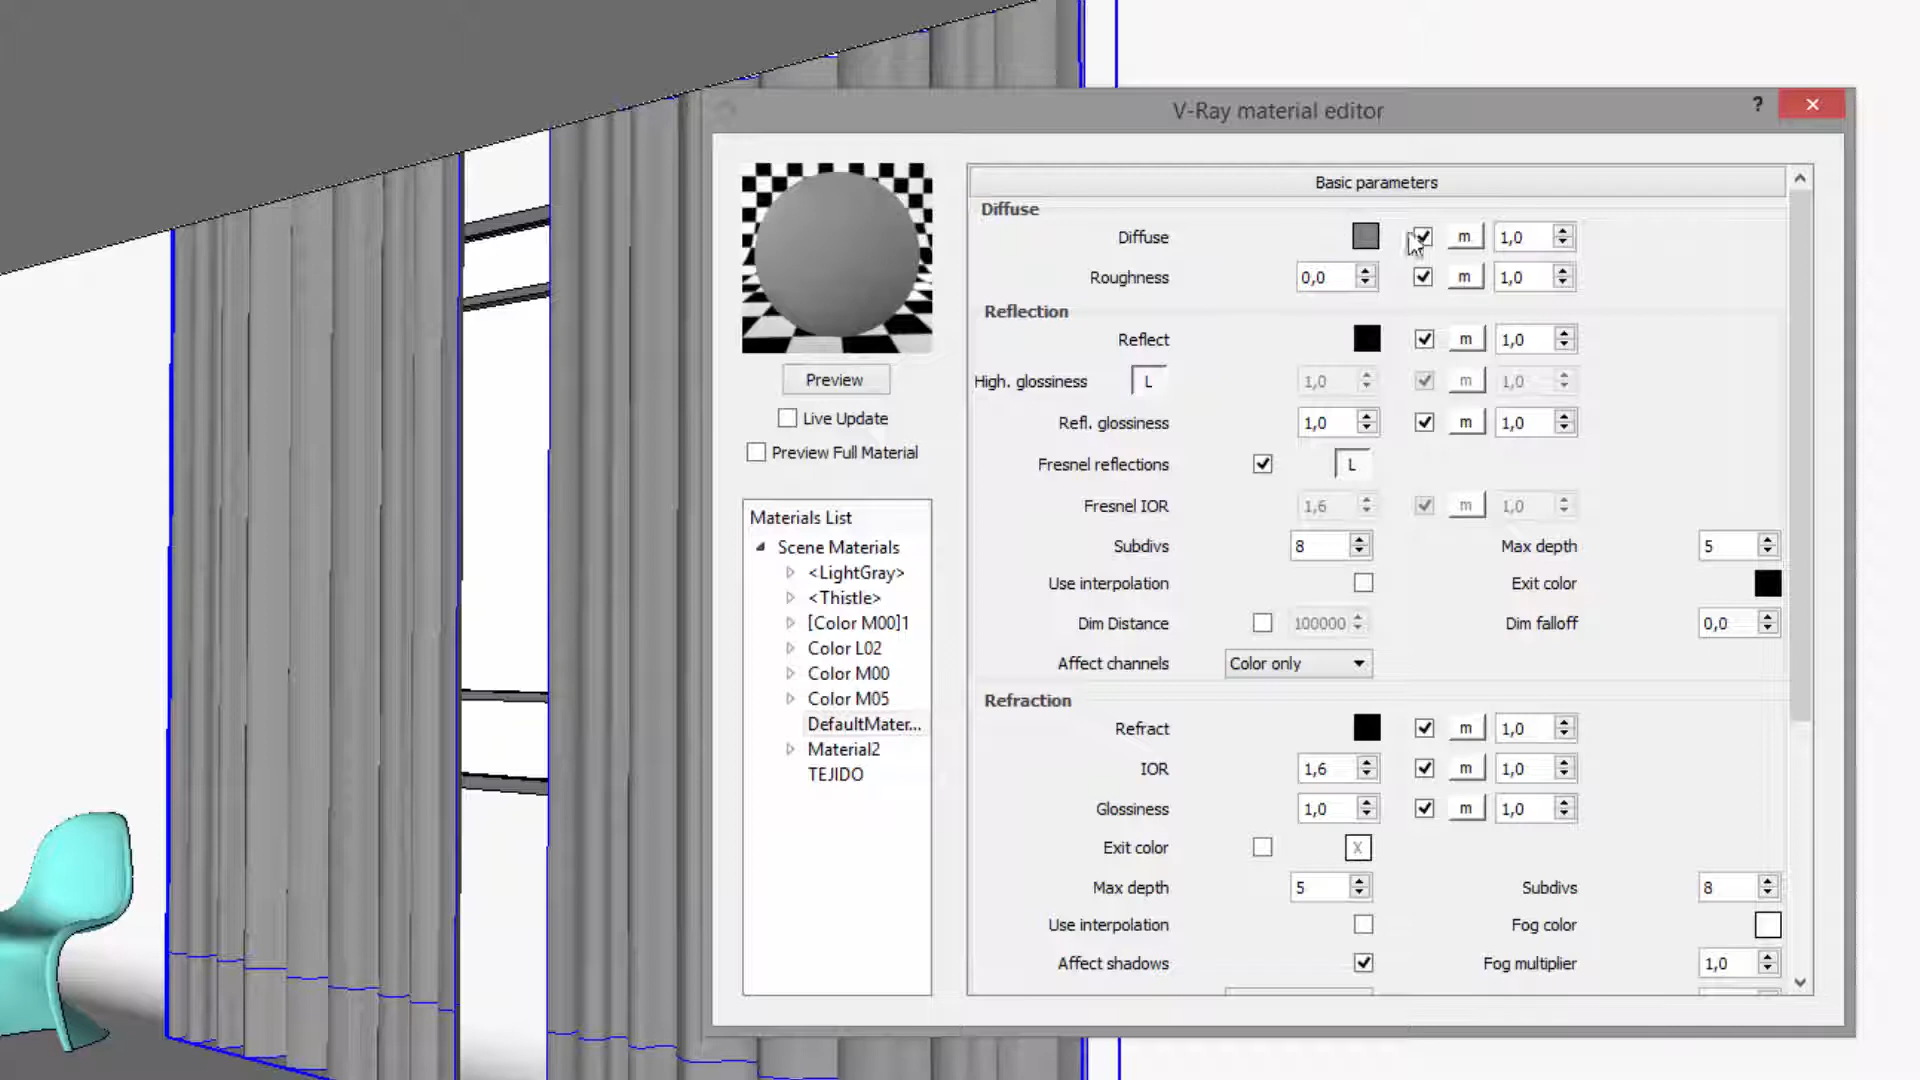 V-Ray material editor
?
Preview
Live Update
Preview Full Material
Materials List
Scene Materials
<LightGray>
<Thistle>
[Color M00]1
Color L02
Color M00
Color M05
DefaultMater...
Material2
TEJIDO
Basic parameters
Diffuse
Diffuse m 1,0
Roughness 0,0 m 1,0
Reflection
Reflect m 1,0
High. glossiness L 1,0 m 1,0
Refl. glossiness 1,0 m 1,0
Fresnel reflections L
Fresnel IOR 1,6 m 1,0
Subdivs 8 Max depth 5
Use interpolation Exit color
Dim Distance 100000 Dim falloff 0,0
Affect channels Color only
Refraction
Refract m 1,0
IOR 1,6 m 1,0
Glossiness 1,0 m 1,0
Exit color X
Max depth 5 Subdivs 8
Use interpolation Fog color
Affect shadows Fog multiplier 1,0